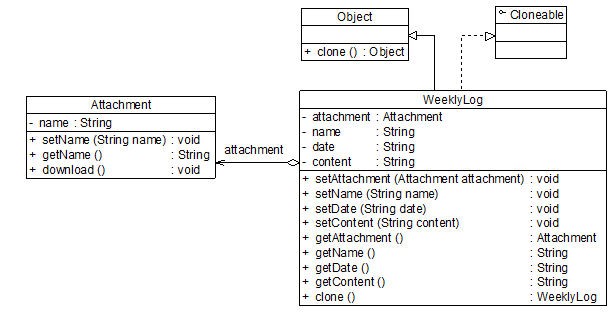 Object
+ clone () : Object
Cloneable
Attachment
- name : String
+ setName (String name) : void
+ getName () : String
+ download () : void
attachment
WeeklyLog
- attachment : Attachment
- name : String
- date : String
- content : String
+ setAttachment (Attachment attachment) : void
+ setName (String name) : void
+ setDate (String date) : void
+ setContent (String content) : void
+ getAttachment () : Attachment
+ getName () : String
+ getDate () : String
+ getContent () : String
+ clone () : WeeklyLog